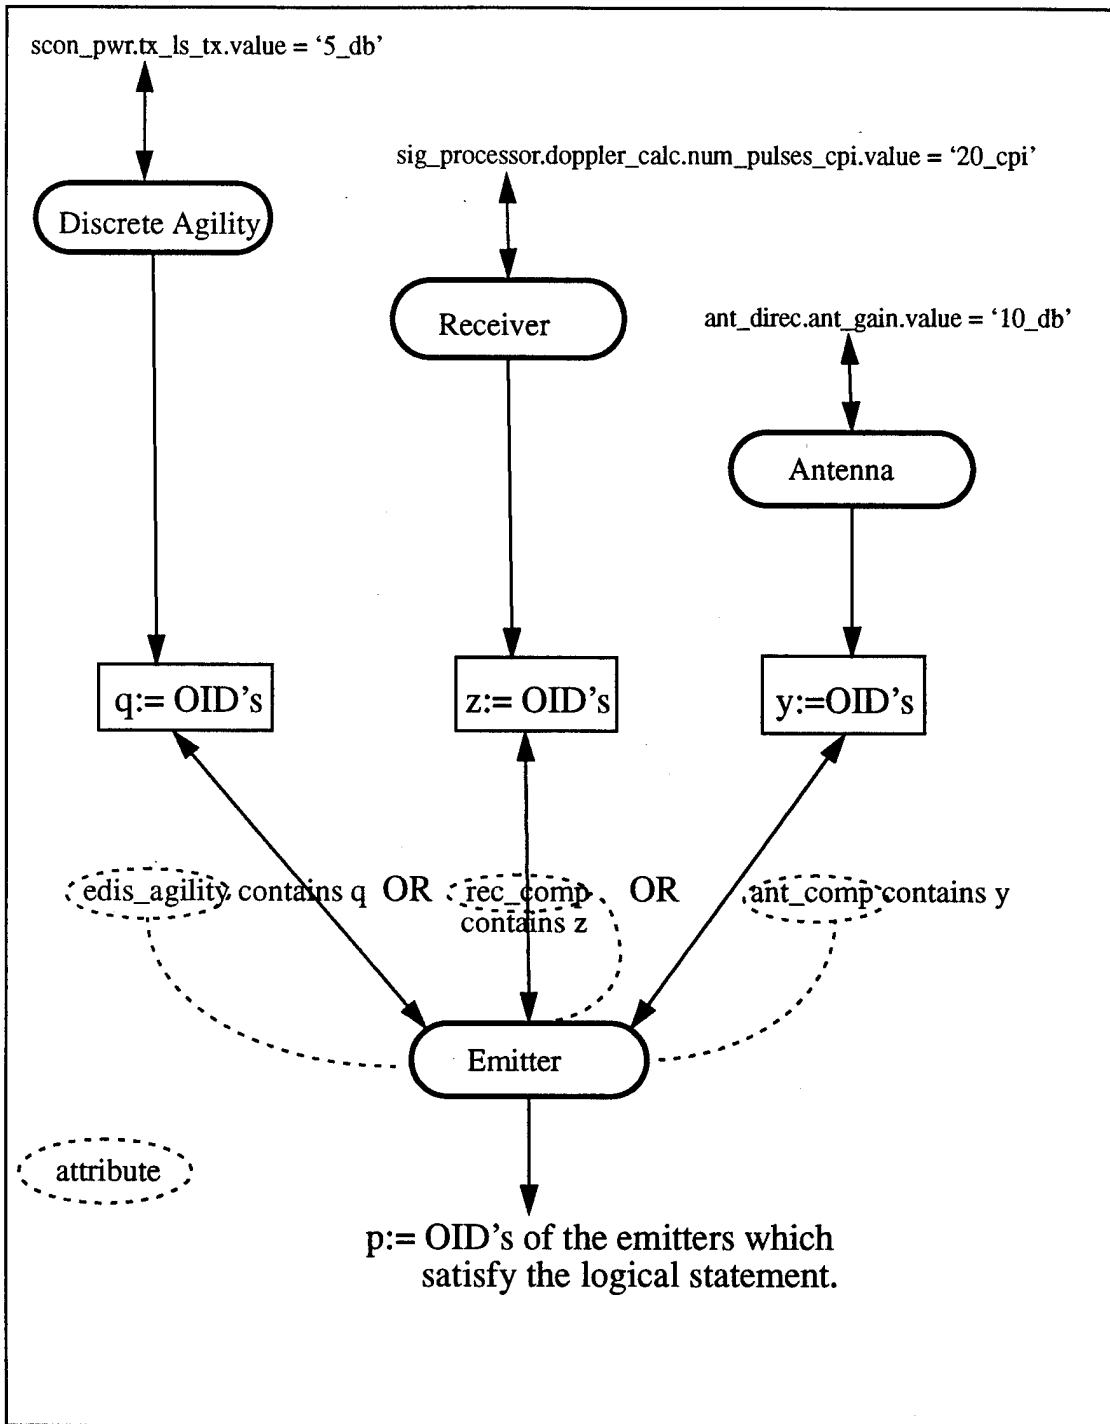 scon_pwr.tx_ls_tx.value = ‘5_db’
sig_processor.doppler_calc.num_pulses_cpi.value = ‘20_cpi’
Discrete Agility
Receiver
ant_direc.ant_gain.value = ‘10_db’
Antenna
q:= OID’s
z:= OID’s
y:=OID’s
edis_agility contains q OR rec_comp OR ant_comp contains y
contains z
Emitter
attribute
p:= OID’s of the emitters which
satisfy the logical statement.